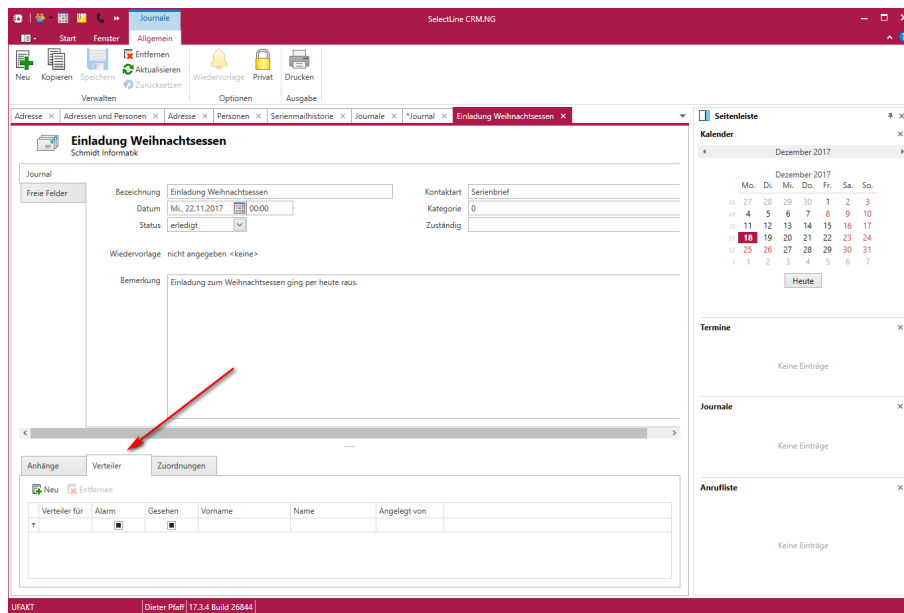 Journale
SelectLine CRM.NG
Start Fenster Allgemein
Neu Kopieren Speichern Entfernen Aktualisieren Zurücksetzen Wiedervorlage Privat Drucken
Verwalten Optionen Ausgabe
Adresse Adressen und Personen Adresse Personen Serienmailhistorie Journale *Journal Einladung Weihnachtsessen
Einladung Weihnachtsessen
Schmidt Informatik
Journal
Freie Felder
Bezeichnung Einladung Weihnachtsessen Kontaktart Serienbrief
Datum Mi., 22.11.2017 00:00 Kategorie 0
Status erledigt Zuständig
Wiedervorlage nicht angegeben <keine>
Bemerkung Einladung zum Weihnachtsessen ging per heute raus.
Anhänge Verteiler Zuordnungen
Neu Entfernen
Verteiler für Alarm Gesehen Vorname Name Angelegt von
Seitenleiste
Kalender
Dezember 2017
Dezember 2017
Mo. Di. Mi. Do. Fr. Sa. So.
48 27 28 29 30 1 2 3
49 4 5 6 7 8 9 10
50 11 12 13 14 15 16 17
51 18 19 20 21 22 23 24
52 25 26 27 28 29 30 31
1 1 2 3 4 5 6 7
Heute
Termine
Keine Einträge
Journale
Keine Einträge
Anrufliste
Keine Einträge
UFAKT Dieter Pfaff 17.3.4 Build 26844